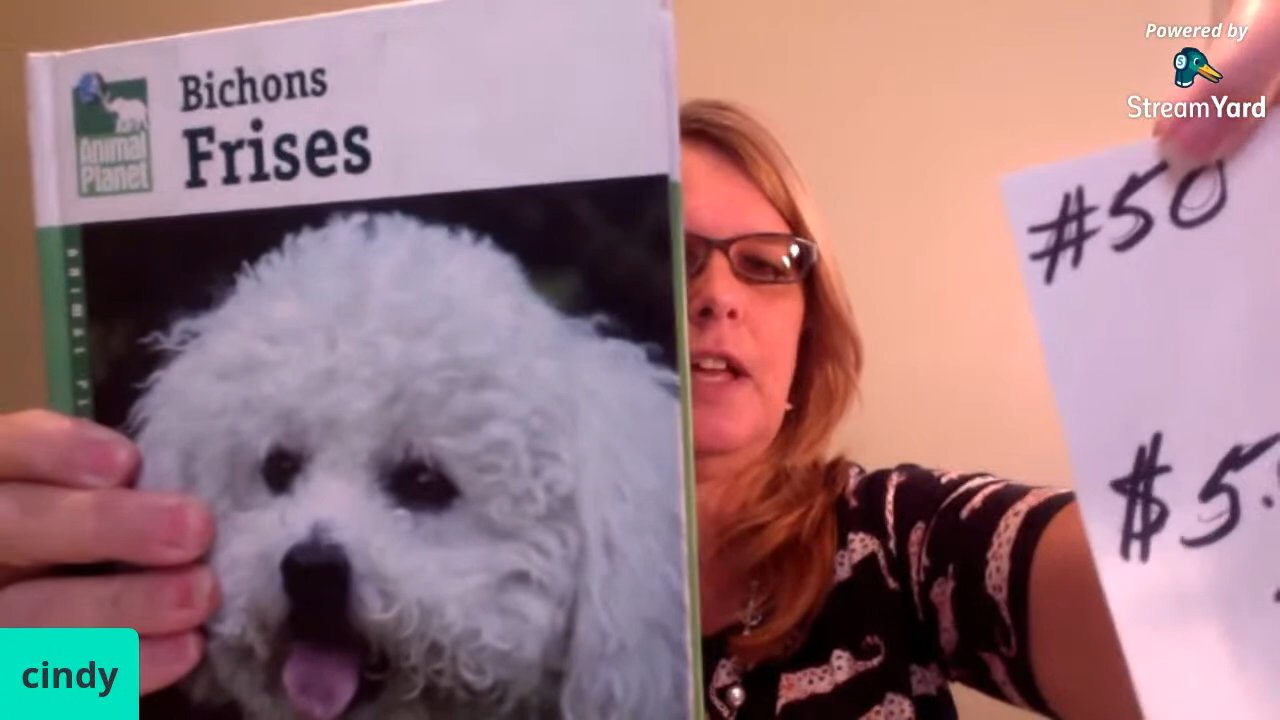 Powered by
StreamYard
Bichons
Frises
Animal
Planet
#50
$5.
cindy